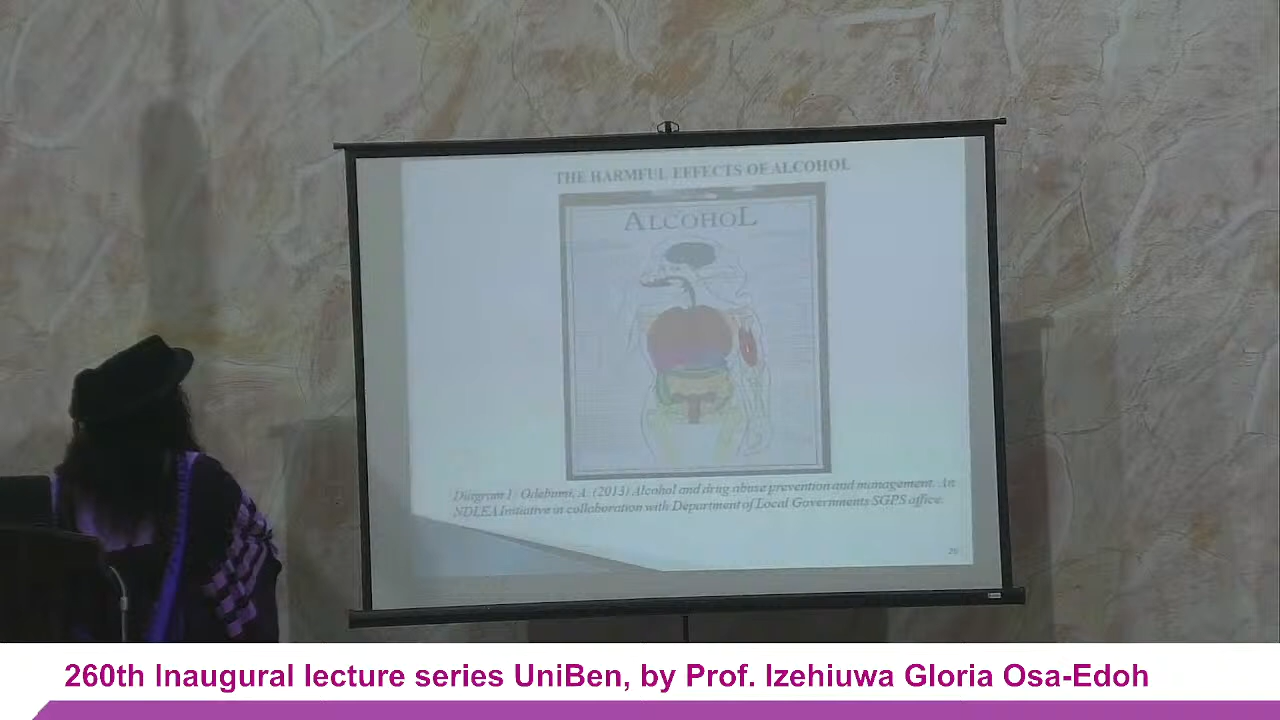 THE HARMFUL EFFECTS OF ALCOHOL
ALCOHOL
Diagram 1: Odebumi, A. (2013) Alcohol and drug abuse prevention and management. An
NDLEA Initiative in collaboration with Department of Local Governments SGPS office.
20
260th Inaugural lecture series UniBen, by Prof. Izehiuwa Gloria Osa-Edoh